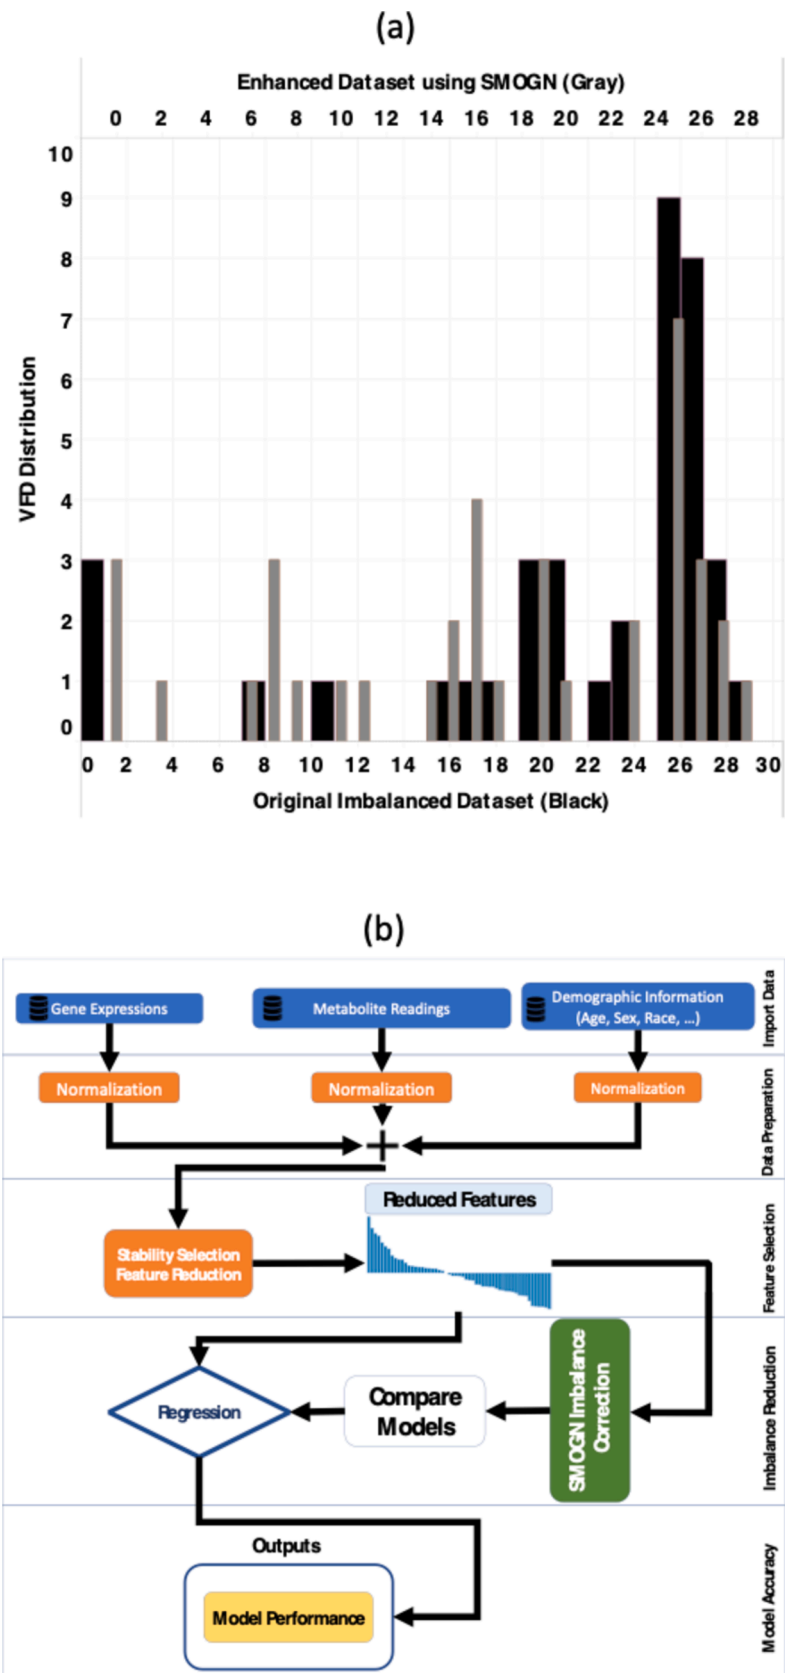 (a)
Enhanced Dataset using SMOGN (Gray)
0 2 4 6 8 10 12 14 16 18 20 22 24 26 28
10
9
8
7
6
5
4
3
2
1
0
VFD Distribution
0 2 4 6 8 10 12 14 16 18 20 22 24 26 28 30
Original Imbalanced Dataset (Black)
(b)
Gene Expressions
Metabolite Readings
Demographic Information
(Age, Sex, Race, ...)
Import Data
Normalization
Normalization
Normalization
Data Preparation
Reduced Features
Stability Selection
Feature Reduction
Feature Selection
Regression
Compare
Models
SMOGN Imbalance
Correction
Imbalance Reduction
Outputs
Model Performance
Model Accuracy